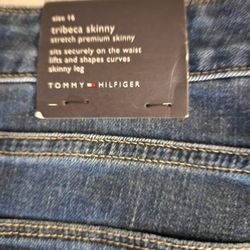 size 16
tribeca skinny
stretch premium skinny
sits securely on the waist
lifts and shapes curves
skinny leg
TOMMY HILFIGER